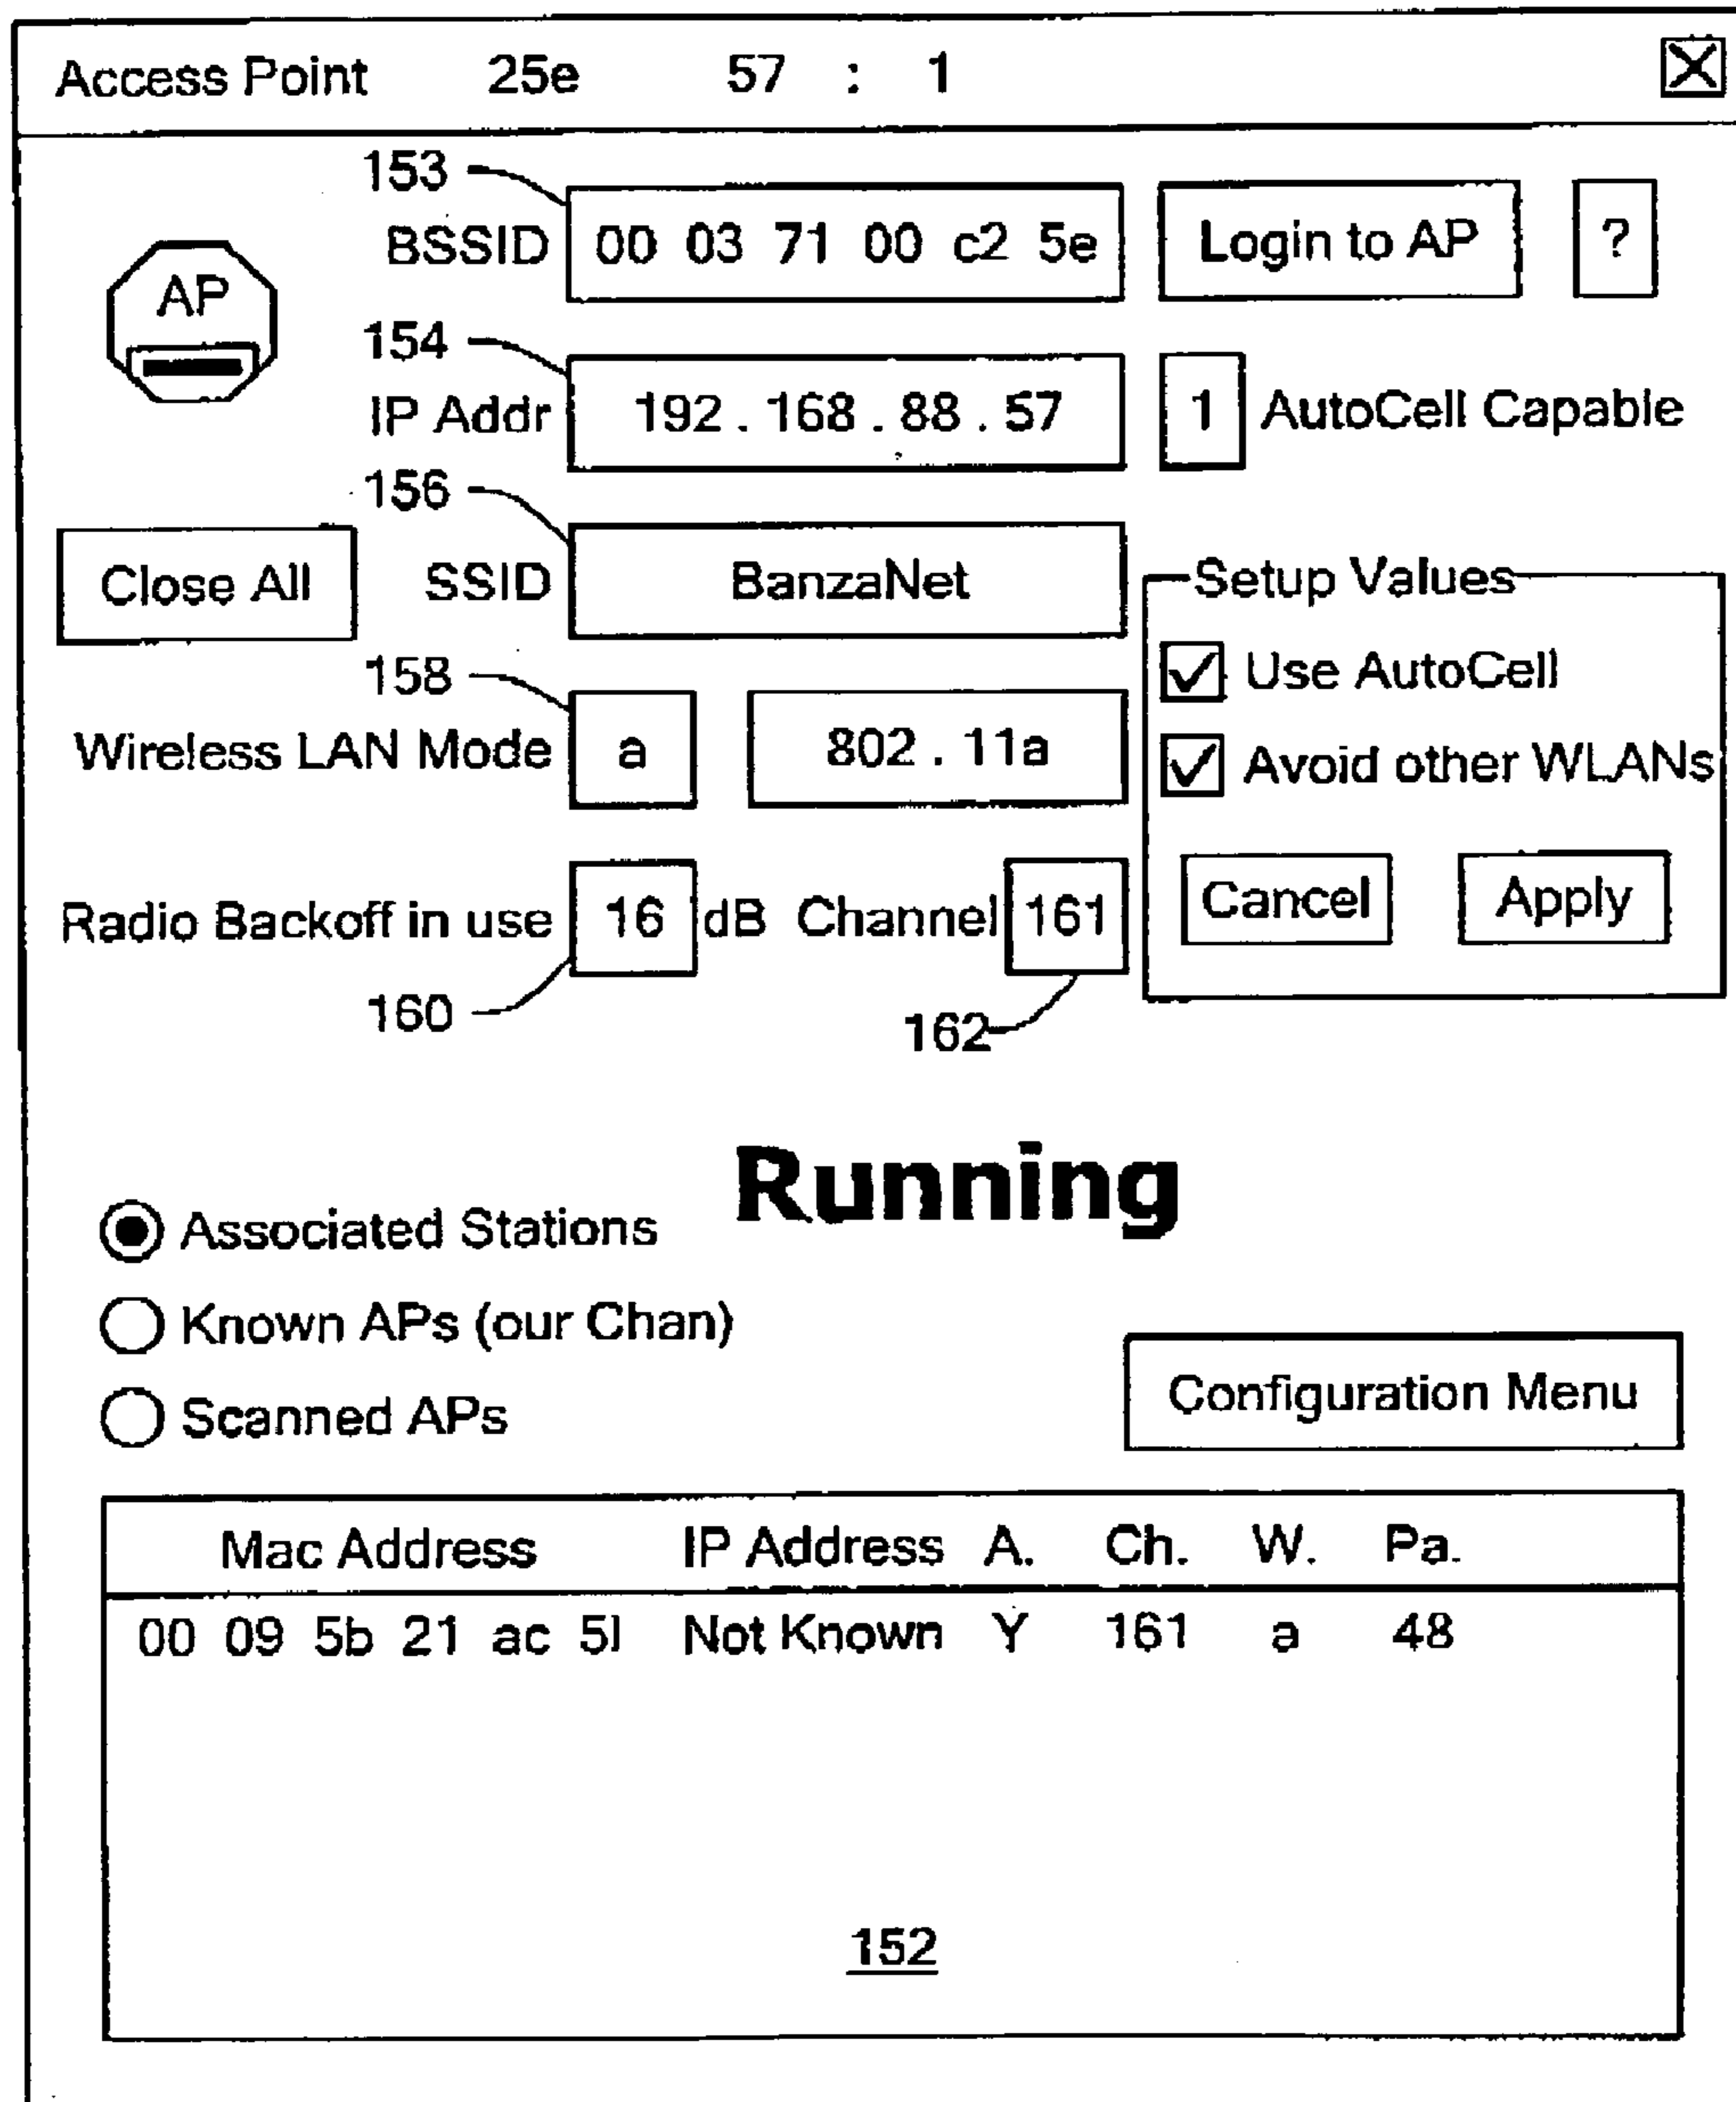 Access Point 25e 57 : 1
153
BSSID 00 03 71 00 c2 5e Login to AP ?
AP
154
IP Addr 192 . 168 . 88 . 57 1 AutoCell Capable
156
Close All SSID BanzaNet Setup Values
158 Use AutoCell
Wireless LAN Mode a 802 . 11a Avoid other WLANs
Radio Backoff in use 16 dB Channel 161 Cancel Apply
160 162
Running
Associated Stations
Known APs (our Chan)
Scanned APs Configuration Menu
Mac Address IP Address A. Ch. W. Pa.
00 09 5b 21 ac Not Known Y 161 a 48
152